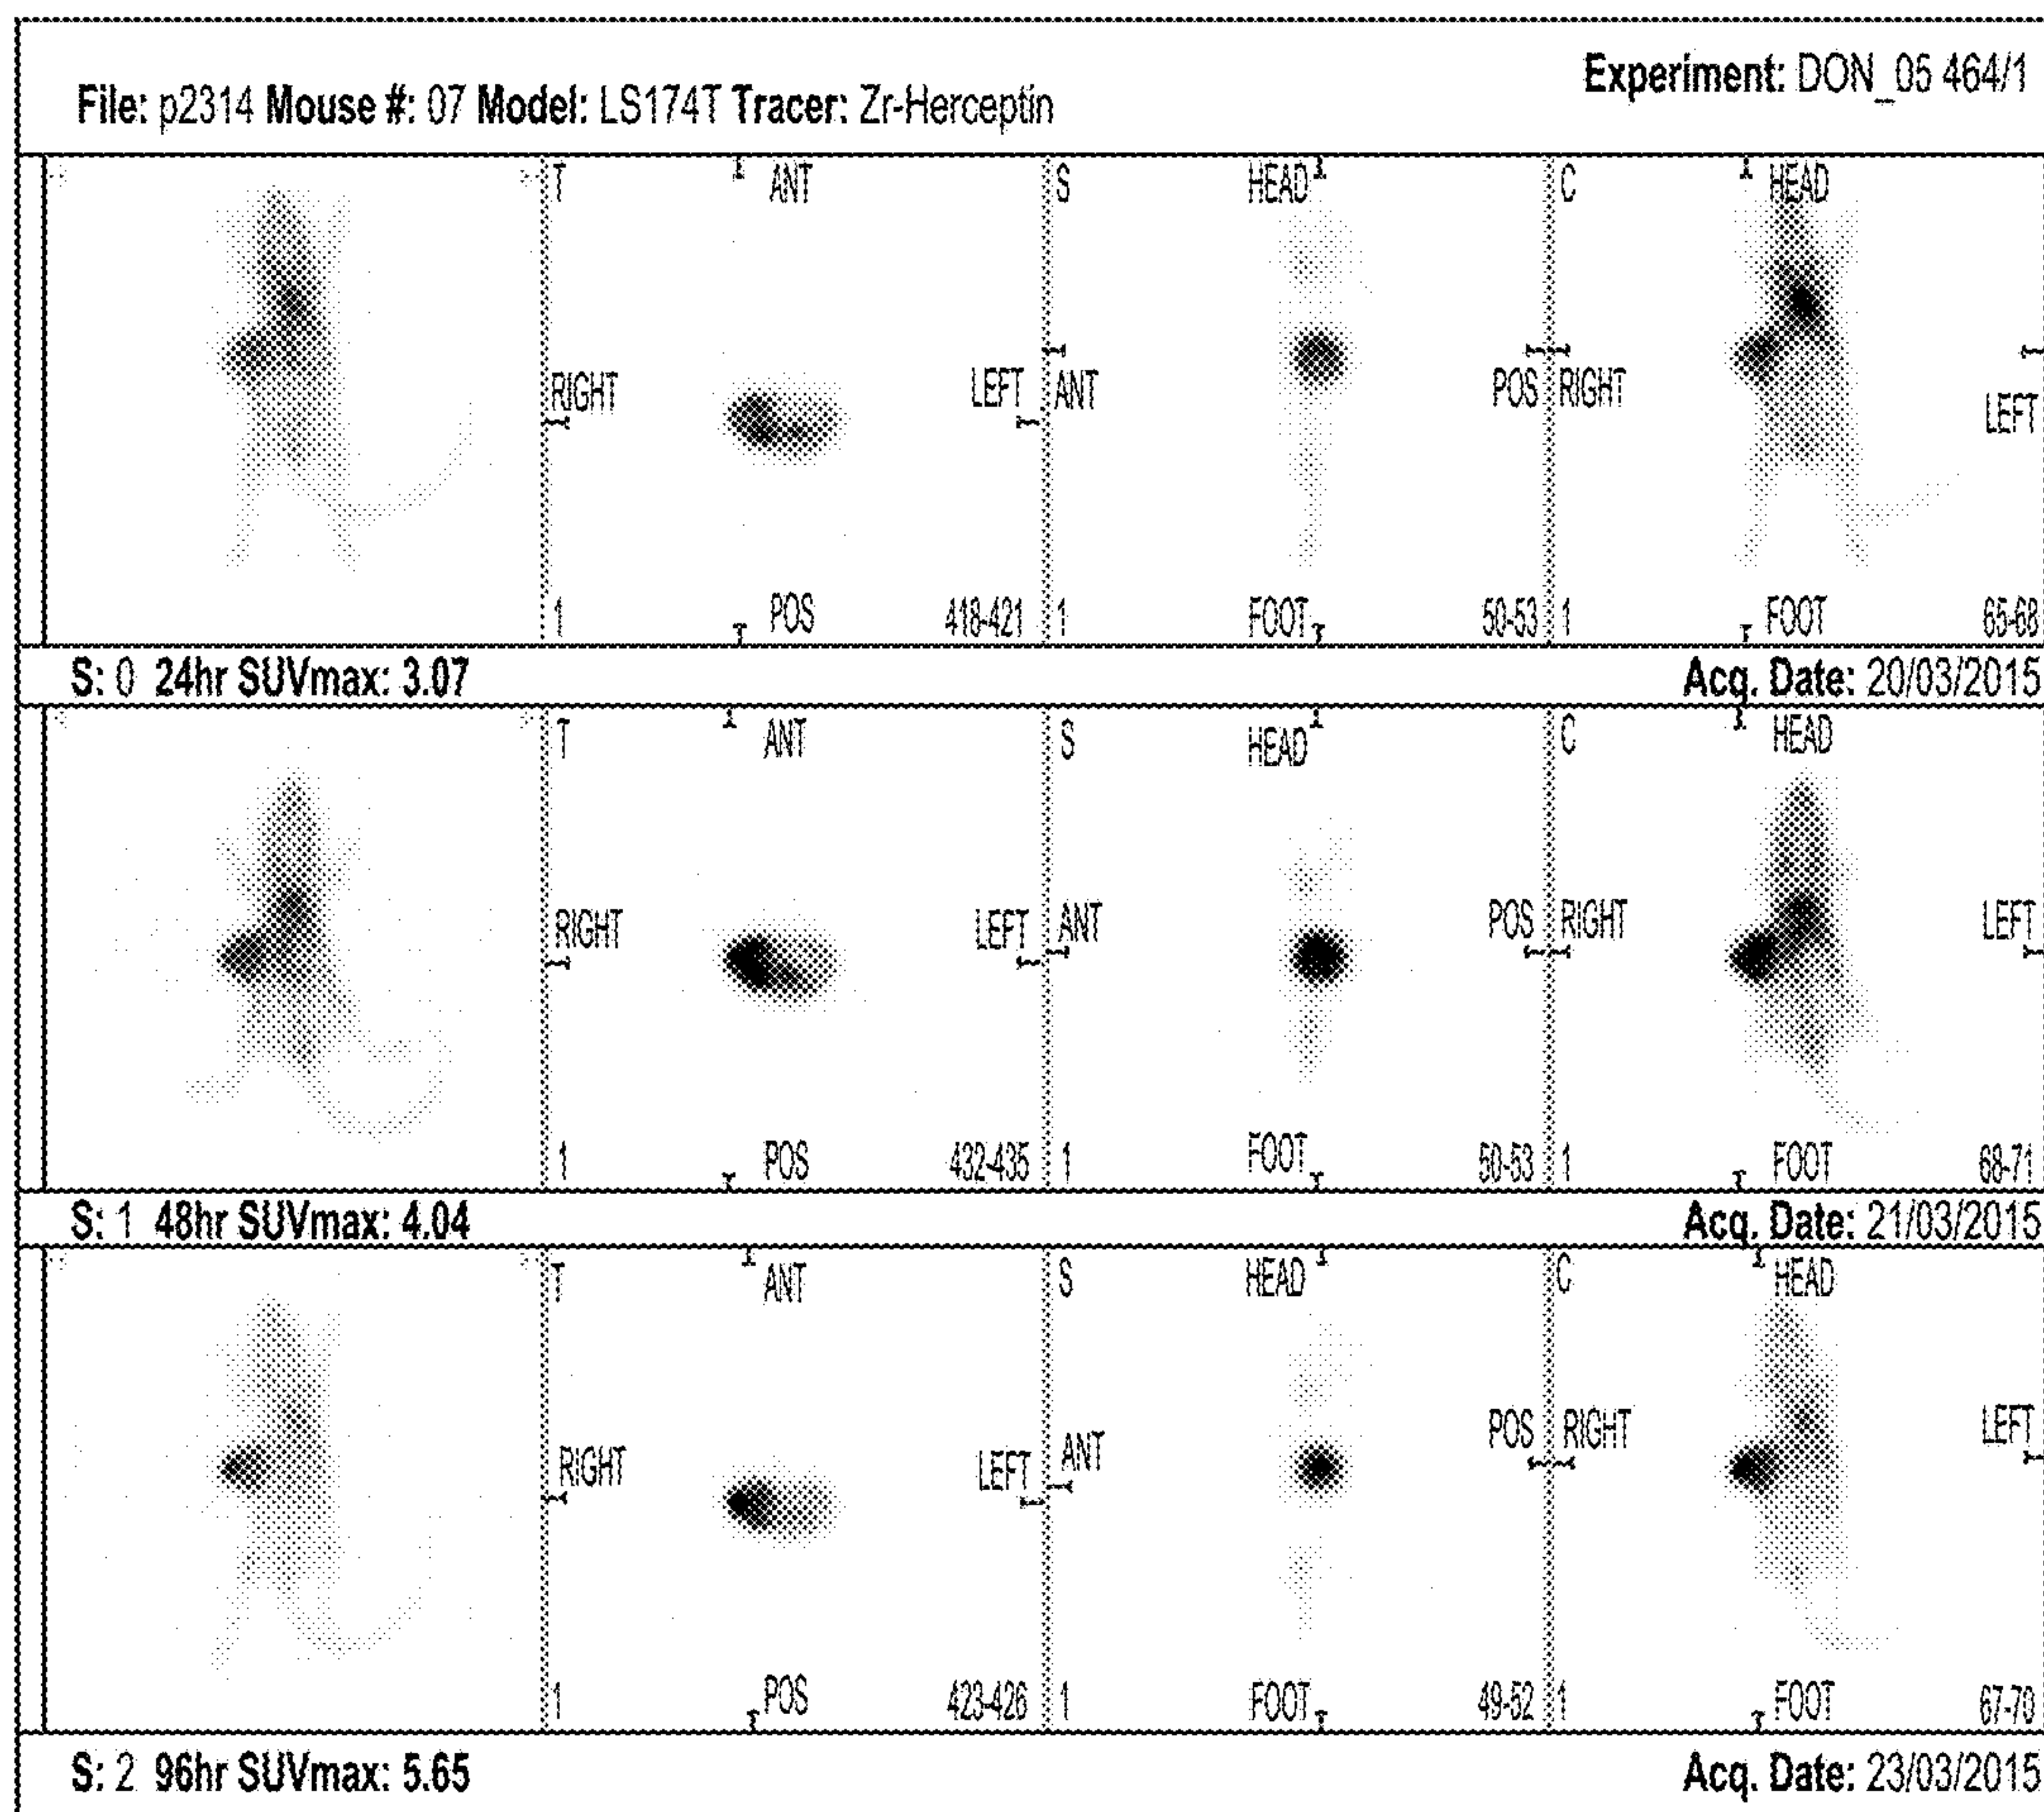 Experiment: DON_05 464/1
File: p2314 Mouse #: 07 Model: LS174T Tracer: Zr-Herceptin
T ANT S HEAD C HEAD
RIGHT LEFT ANT POS RIGHT LEFT
1 POS 418-421 1 FOOT 50-53 1 FOOT 65-68
S: 0 24hr SUVmax: 3.07 Acq. Date: 20/03/2015
T ANT S HEAD C HEAD
RIGHT LEFT ANT POS RIGHT LEFT
1 POS 432-435 1 FOOT 50-53 1 FOOT 68-71
S: 1 48hr SUVmax: 4.04 Acq. Date: 21/03/2015
T ANT S HEAD C HEAD
RIGHT LEFT ANT POS RIGHT LEFT
1 POS 423-426 1 FOOT 49-52 1 FOOT 67-70
S: 2 96hr SUVmax: 5.65 Acq. Date: 23/03/2015